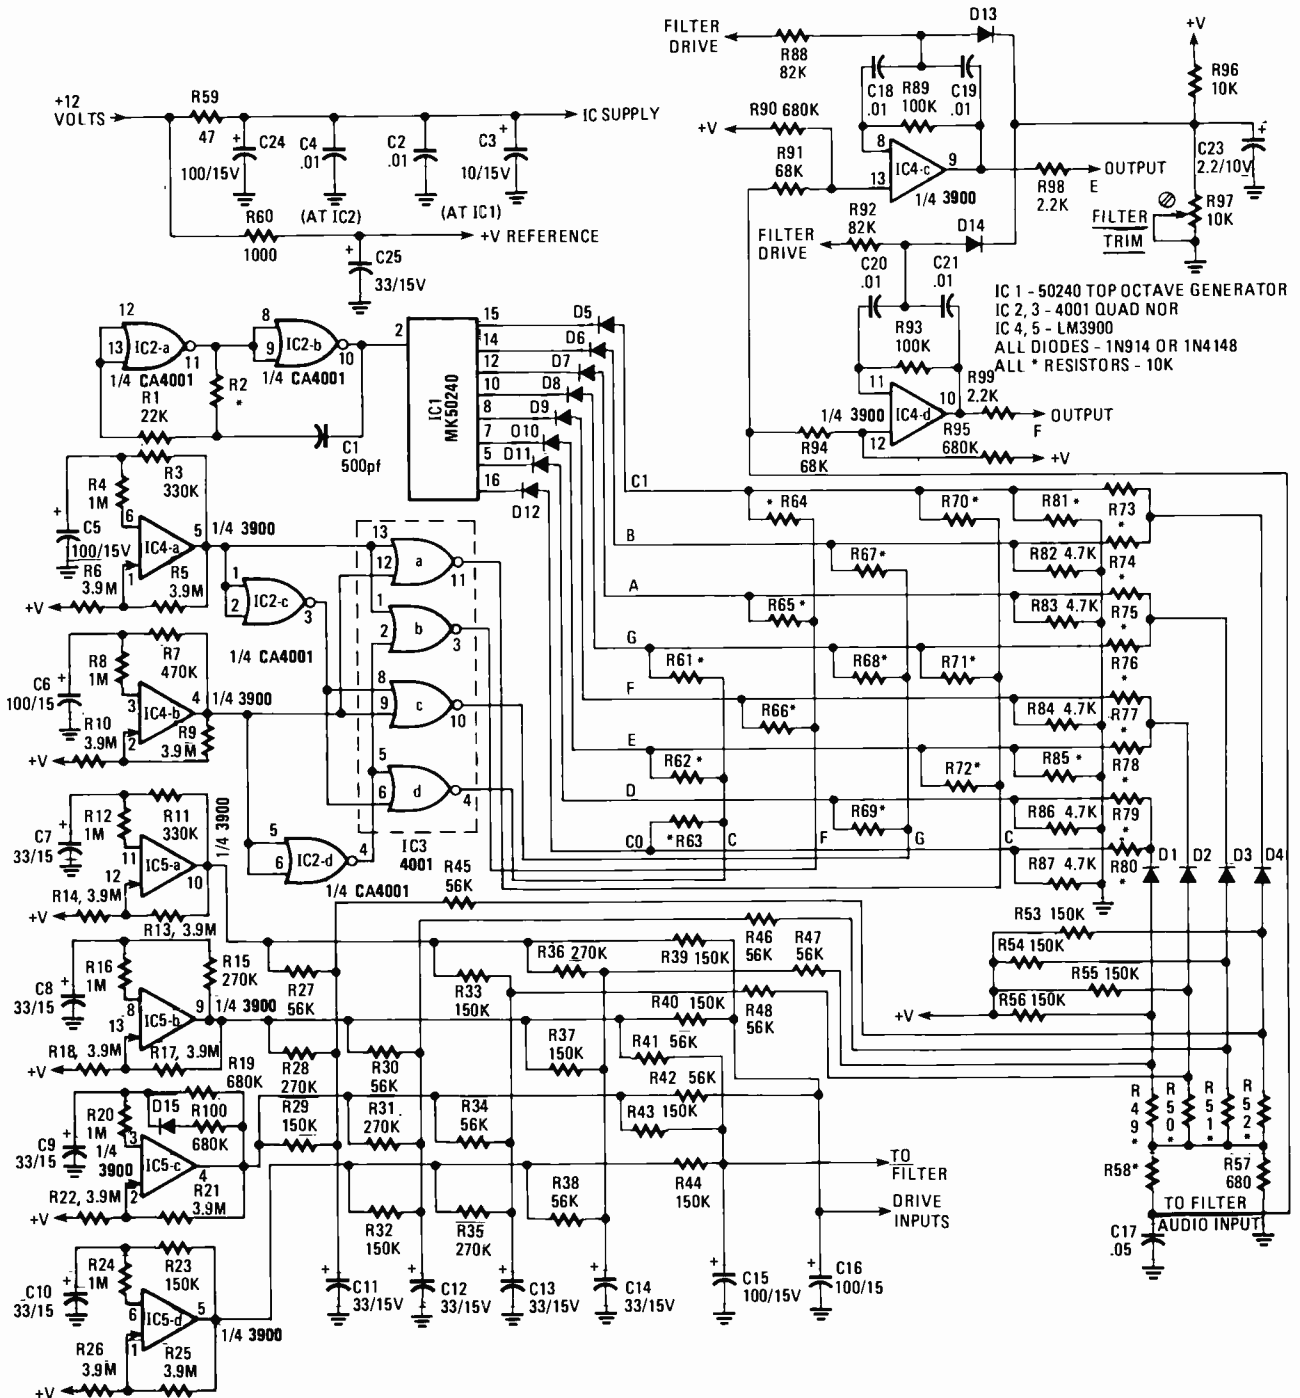 +12
VOLTS
R59
47
C24
100/15V
C4
.01
C2
.01
C3
10/15V
IC SUPPLY
(AT IC2)
(AT IC1)
R60
1000
+V REFERENCE
C25
33/15V
FILTER
DRIVE
R88
82K
D13
+V
R96
10K
C18
.01
R89
100K
C19
.01
R90 680K
+V
R91
68K
8
13
IC4-c
9
1/4 3900
R98
2.2K
OUTPUT
E
C23
2.2/10V
R97
10K
FILTER
TRIM
R92
82K
FILTER
DRIVE
D14
C20
.01
C21
.01
R93
100K
11
12
IC4-d
10
1/4 3900
R99
2.2K
OUTPUT
F
R95
680K
+V
R94
68K
IC 1 - 50240 TOP OCTAVE GENERATOR
IC 2, 3 - 4001 QUAD NOR
IC 4, 5 - LM3900
ALL DIODES - 1N914 OR 1N4148
ALL * RESISTORS - 10K
12
13
IC2-a
11
1/4 CA4001
8
9
IC2-b
10
1/4 CA4001
R1
22K
R2
*
C1
500pf
2
IC1
MK50240
15
14
12
10
8
7
5
16
D5
D6
D7
D8
D9
D10
D11
D12
R3
330K
R4
1M
C5
100/15V
6
1
IC4-a
5
1/4 3900
R6
3.9M
R5
3.9M
+V
1
2
IC2-c
3
1/4 CA4001
R7
470K
R8
1M
C6
100/15
3
2
IC4-b
4
1/4 3900
R10
3.9M
R9
3.9M
+V
13
12
a
11
1
2
b
3
8
9
c
10
5
6
d
4
IC3
4001
5
6
IC2-d
4
1/4 CA4001
C1
B
A
G
F
E
D
C0
* R64
R70 *
R81 *
R73
*
R67*
R82 4.7K
R74
*
R65*
R83 4.7K
R75
*
R61 *
R68*
R71*
R76
*
R66*
R84 4.7K
R77
*
R62 *
R72*
R85*
R78
*
R69*
R86 4.7K
R79
*
*R63
R87 4.7K
R80
*
C
F
G
C
D1
D2
D3
D4
R11
330K
R12
1M
C7
33/15
11
12
IC5-a
10
1/4 3900
R14, 3.9M
R13, 3.9M
+V
R45
56K
R46
56K
R47
56K
R48
56K
R53 150K
R54 150K
R55 150K
R56 150K
+V
R15
270K
R16
1M
C8
33/15
8
13
IC5-b
9
1/4 3900
R18, 3.9M
R17, 3.9M
+V
R27
56K
R33
150K
R36 270K
R39 150K
R40 150K
R28
270K
R30
56K
R37
150K
R41 56K
R42 56K
R29
150K
R31
270K
R34
56K
R43 150K
R19
680K
R20
1M
D15
R100
680K
C9
33/15
1/4
3900
3
2
IC5-c
4
R22, 3.9M
R21
3.9M
+V
R32
150K
R35
270K
R38
56K
R44
150K
TO
FILTER
DRIVE
INPUTS
R49*
R50*
R51*
R52*
R58*
R57
680
TO FILTER
AUDIO INPUT
C17
.05
R23
150K
R24
1M
C10
33/15
6
1
IC5-d
5
1/4 3900
R26
3.9M
R25
3.9M
+V
C11
33/15V
C12
33/15V
C13
33/15V
C14
33/15V
C15
100/15V
C16
100/15